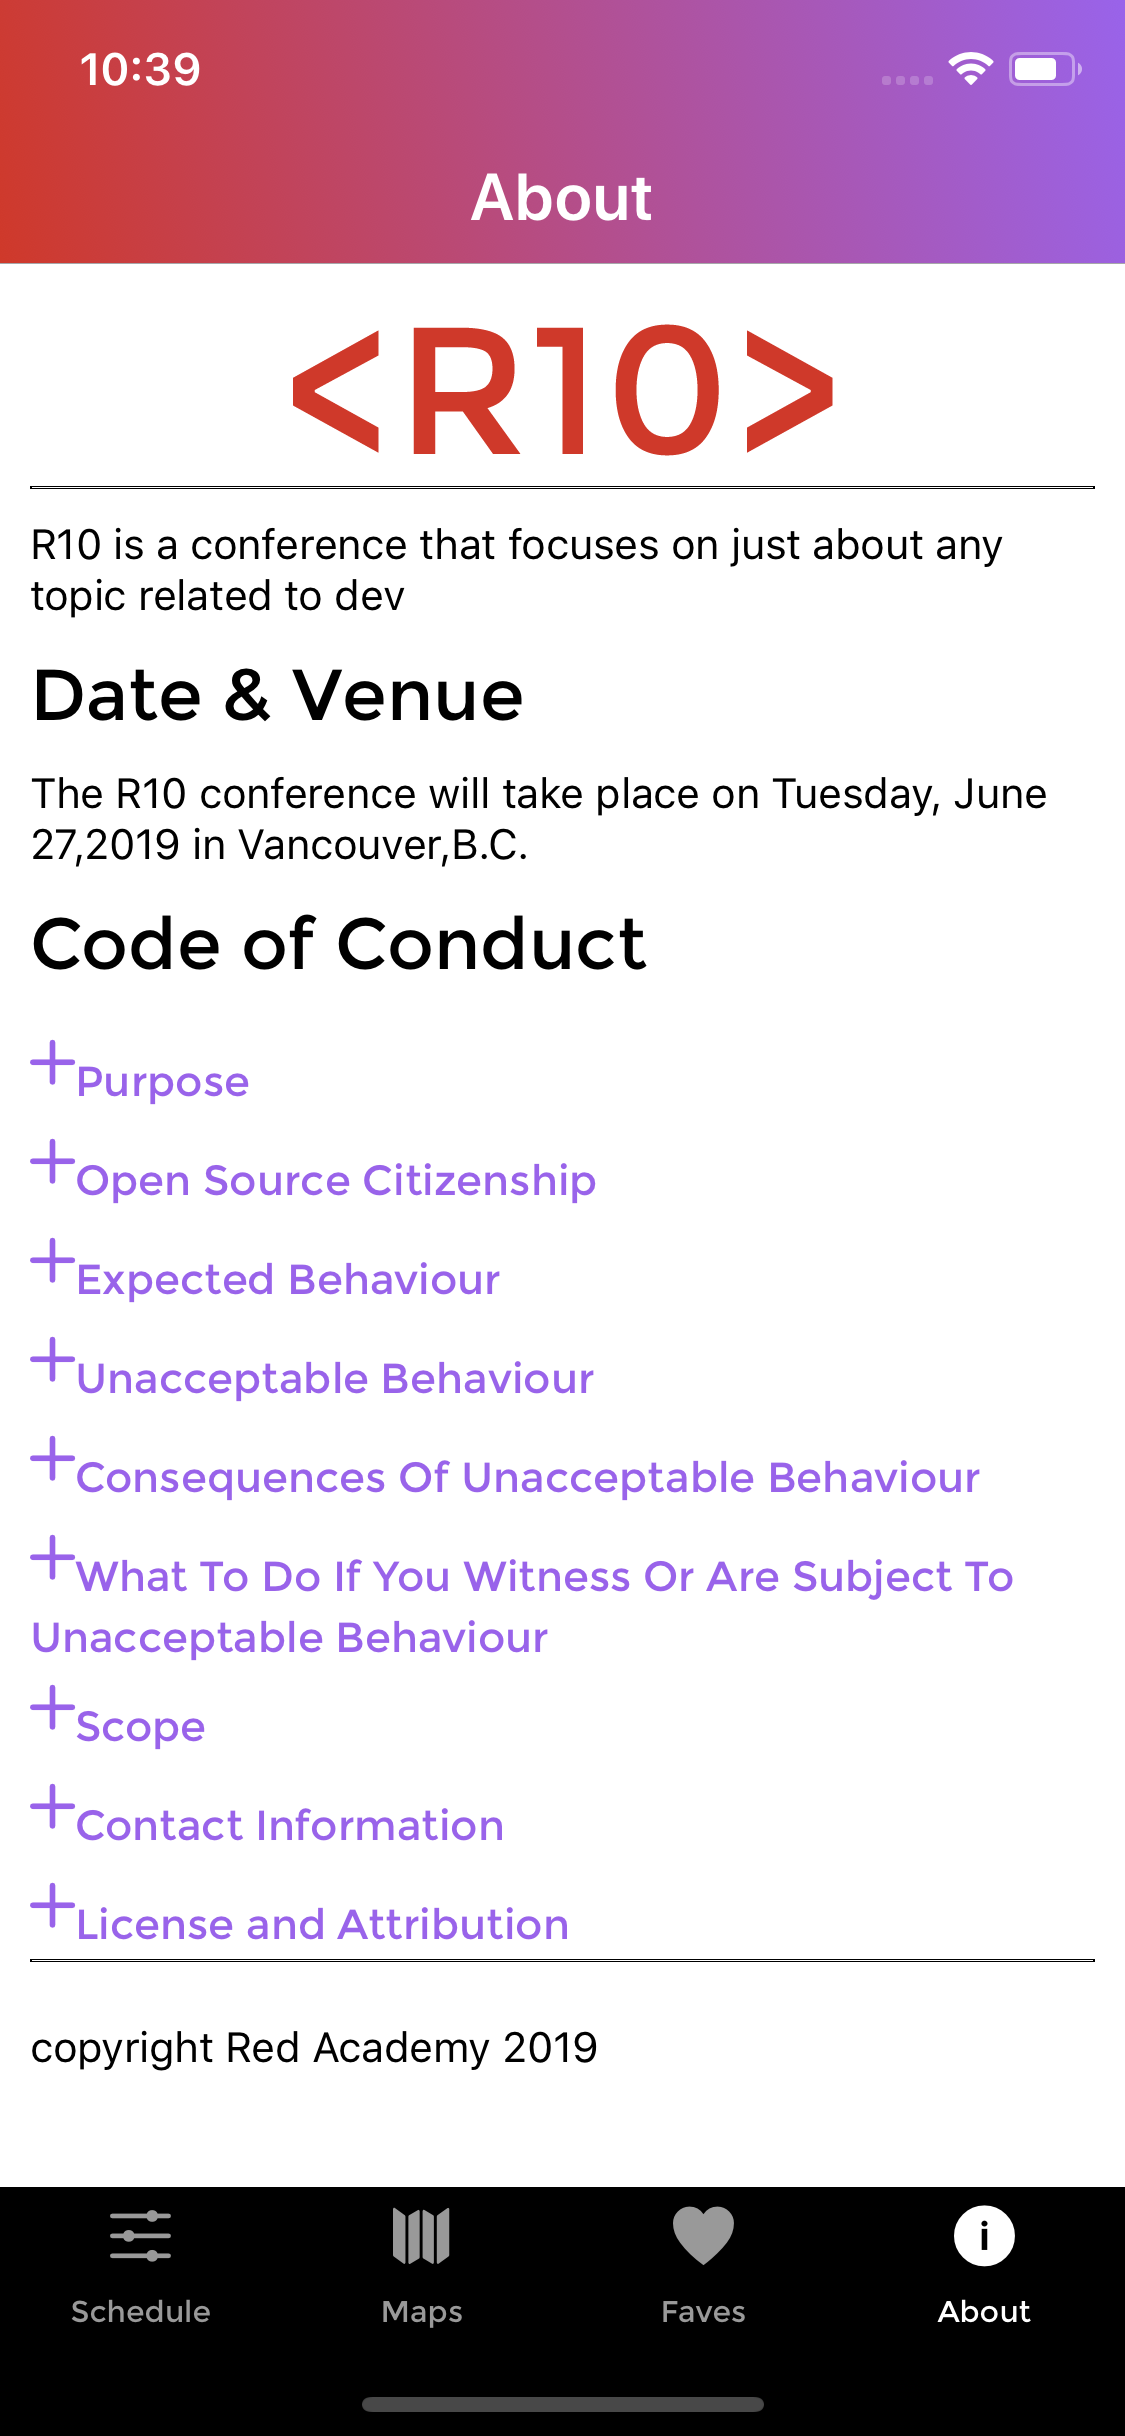 10:39
About
<R10>
R10 is a conference that focuses on just about any
topic related to dev
Date & Venue
The R10 conference will take place on Tuesday, June
27,2019 in Vancouver,B.C.
Code of Conduct
+Purpose
+Open Source Citizenship
+Expected Behaviour
+Unacceptable Behaviour
+Consequences Of Unacceptable Behaviour
+What To Do If You Witness Or Are Subject To
Unacceptable Behaviour
+Scope
+Contact Information
+License and Attribution
copyright Red Academy 2019
Schedule Maps Faves About